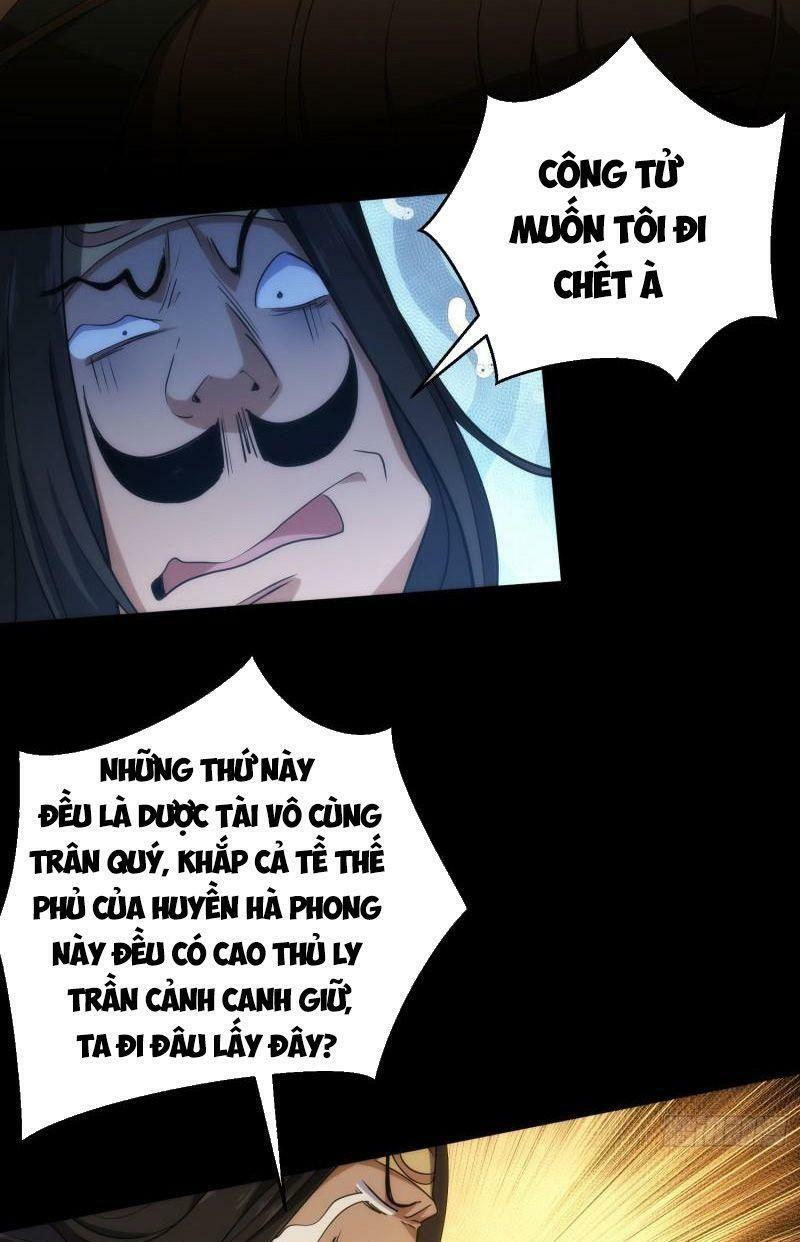 CÔNG TỬ
MUỐN TÔI ĐI
CHẾT À
NHỮNG THỨ NÀY
ĐỀU LÀ DƯỢC TÀI VÔ CÙNG
TRÂN QUÝ, KHẮP CẢ TỀ THẾ
PHỦ CỦA HUYỀN HÀ PHONG
NÀY ĐỀU CÓ CAO THỦ LY
TRẦN CẢNH CANH GIỮ,
TA ĐI ĐÂU LẤY ĐÂY?